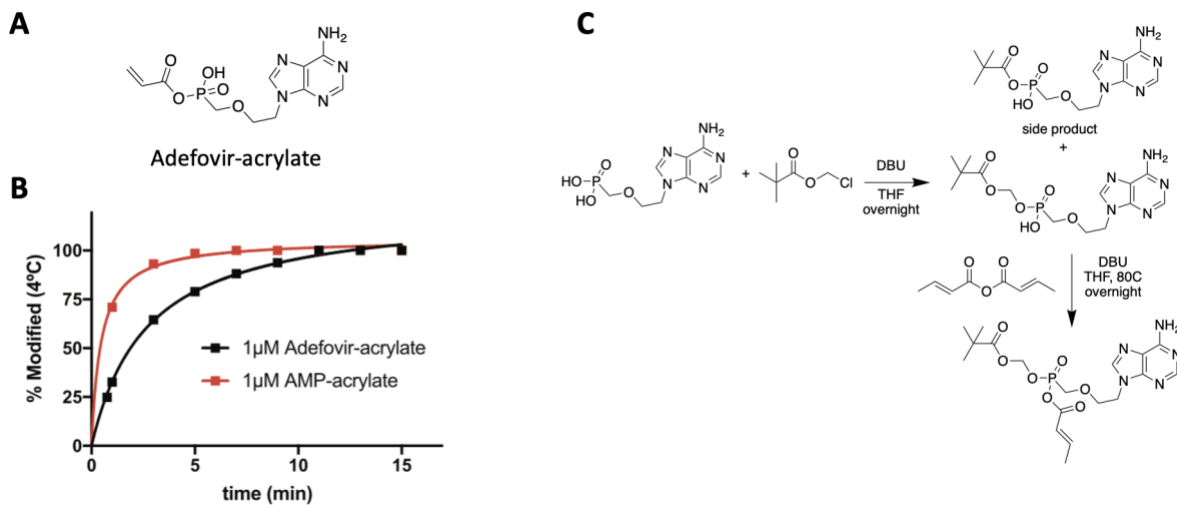 A
NH₂
N
N
N
N
O
O
OH
P
O
O
Adefovir-acrylate
B
% Modified (4ºC)
100
75
50
25
0
0
5
10
15
time (min)
1µM Adefovir-acrylate
1µM AMP-acrylate
C
NH₂
N
N
N
N
O
O
P
O
HO
O
side product
+
NH₂
N
N
N
N
HO
P
O
HO
O
+
O
O
Cl
DBU
THF
overnight
NH₂
N
N
N
N
O
O
O
P
O
HO
O
O
O
O
DBU
THF, 80C
overnight
NH₂
N
N
N
N
O
O
O
P
O
O
O
O